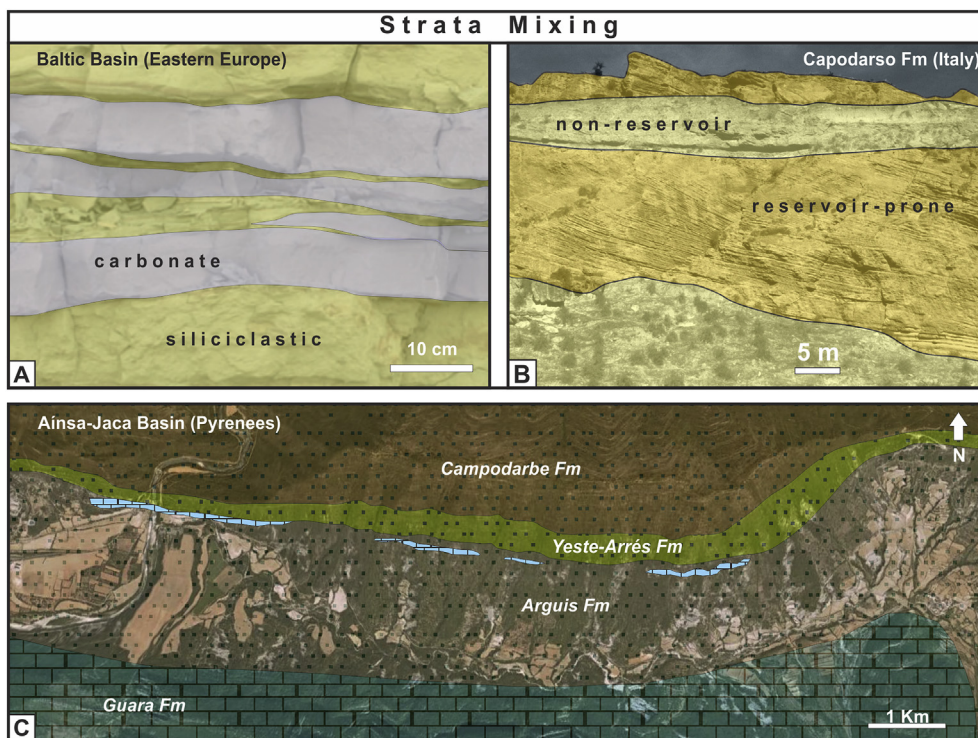 Strata Mixing
Baltic Basin (Eastern Europe)
carbonate
siliciclastic
10 cm
A
Capodarso Fm (Italy)
non-reservoir
reservoir-prone
5 m
B
Aínsa-Jaca Basin (Pyrenees)
N
Campodarbe Fm
Yeste-Arrés Fm
Arguis Fm
Guara Fm
1 Km
C